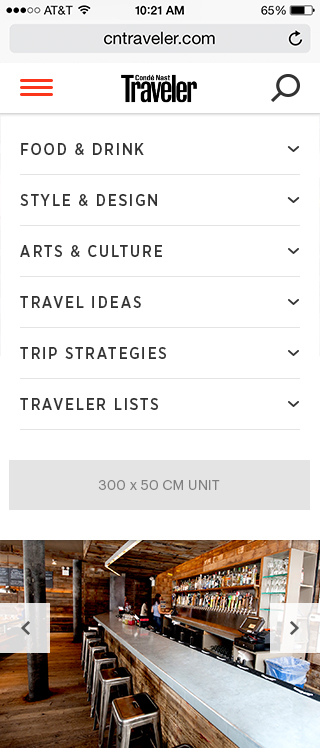 AT&T 10:21 AM 65%
cntraveler.com
Condé Nast
Traveler
FOOD & DRINK
STYLE & DESIGN
ARTS & CULTURE
TRAVEL IDEAS
TRIP STRATEGIES
TRAVELER LISTS
300 x 50 CM UNIT